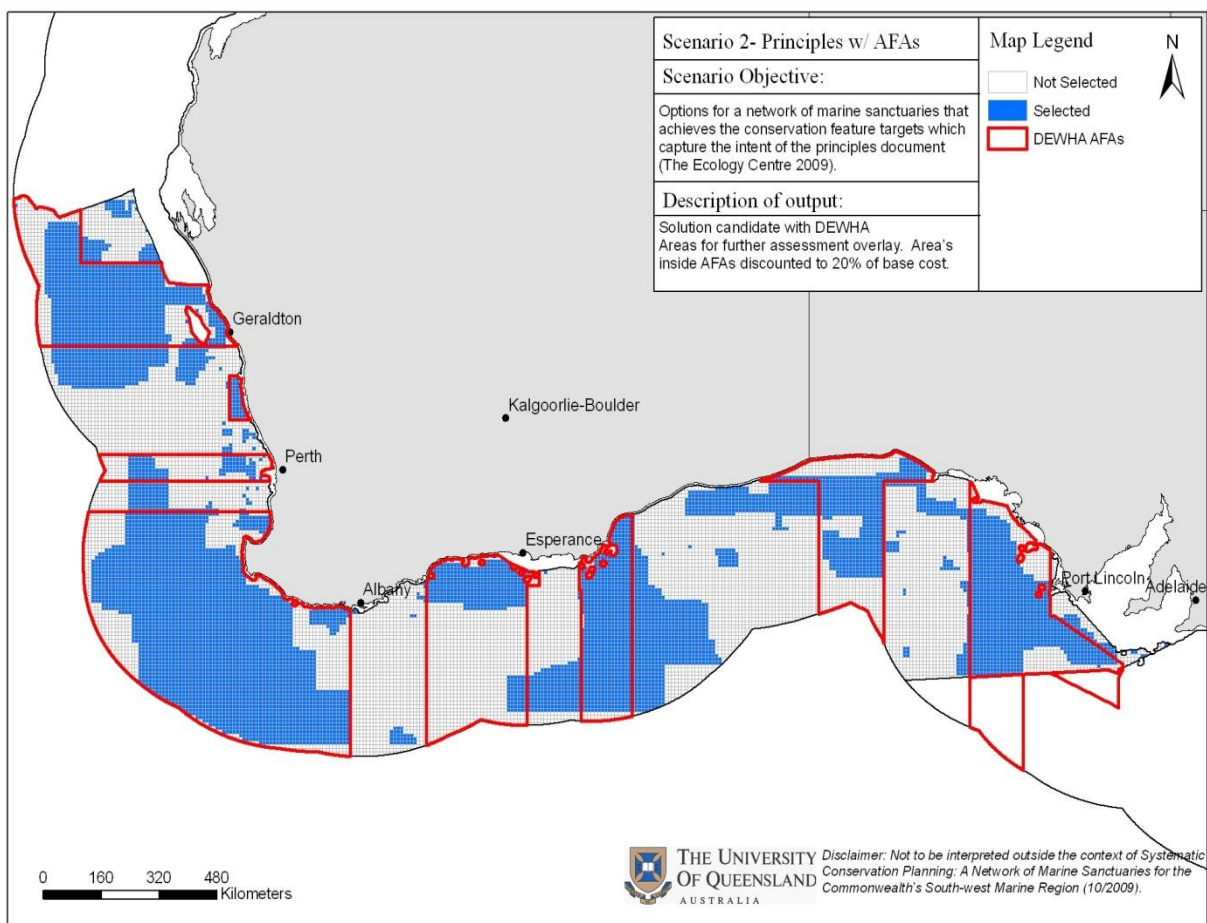 Scenario 2- Principles w/ AFAs
Scenario Objective:
Options for a network of marine sanctuaries that
achieves the conservation feature targets which
capture the intent of the principles document
(The Ecology Centre 2009).
Description of output:
Solution candidate with DEWHA
Areas for further assessment overlay. Area's
inside AFAs discounted to 20% of base cost.
Map Legend
Not Selected
Selected
DEWHA AFAs
N
Geraldton
Kalgoorlie-Boulder
Perth
Esperance
Albany
Port Lincoln
Adelaide
0 160 320 480
Kilometers
THE UNIVERSITY
OF QUEENSLAND
AUSTRALIA
Disclaimer: Not to be interpreted outside the context of Systematic
Conservation Planning: A Network of Marine Sanctuaries for the
Commonwealth's South-west Marine Region (10/2009).